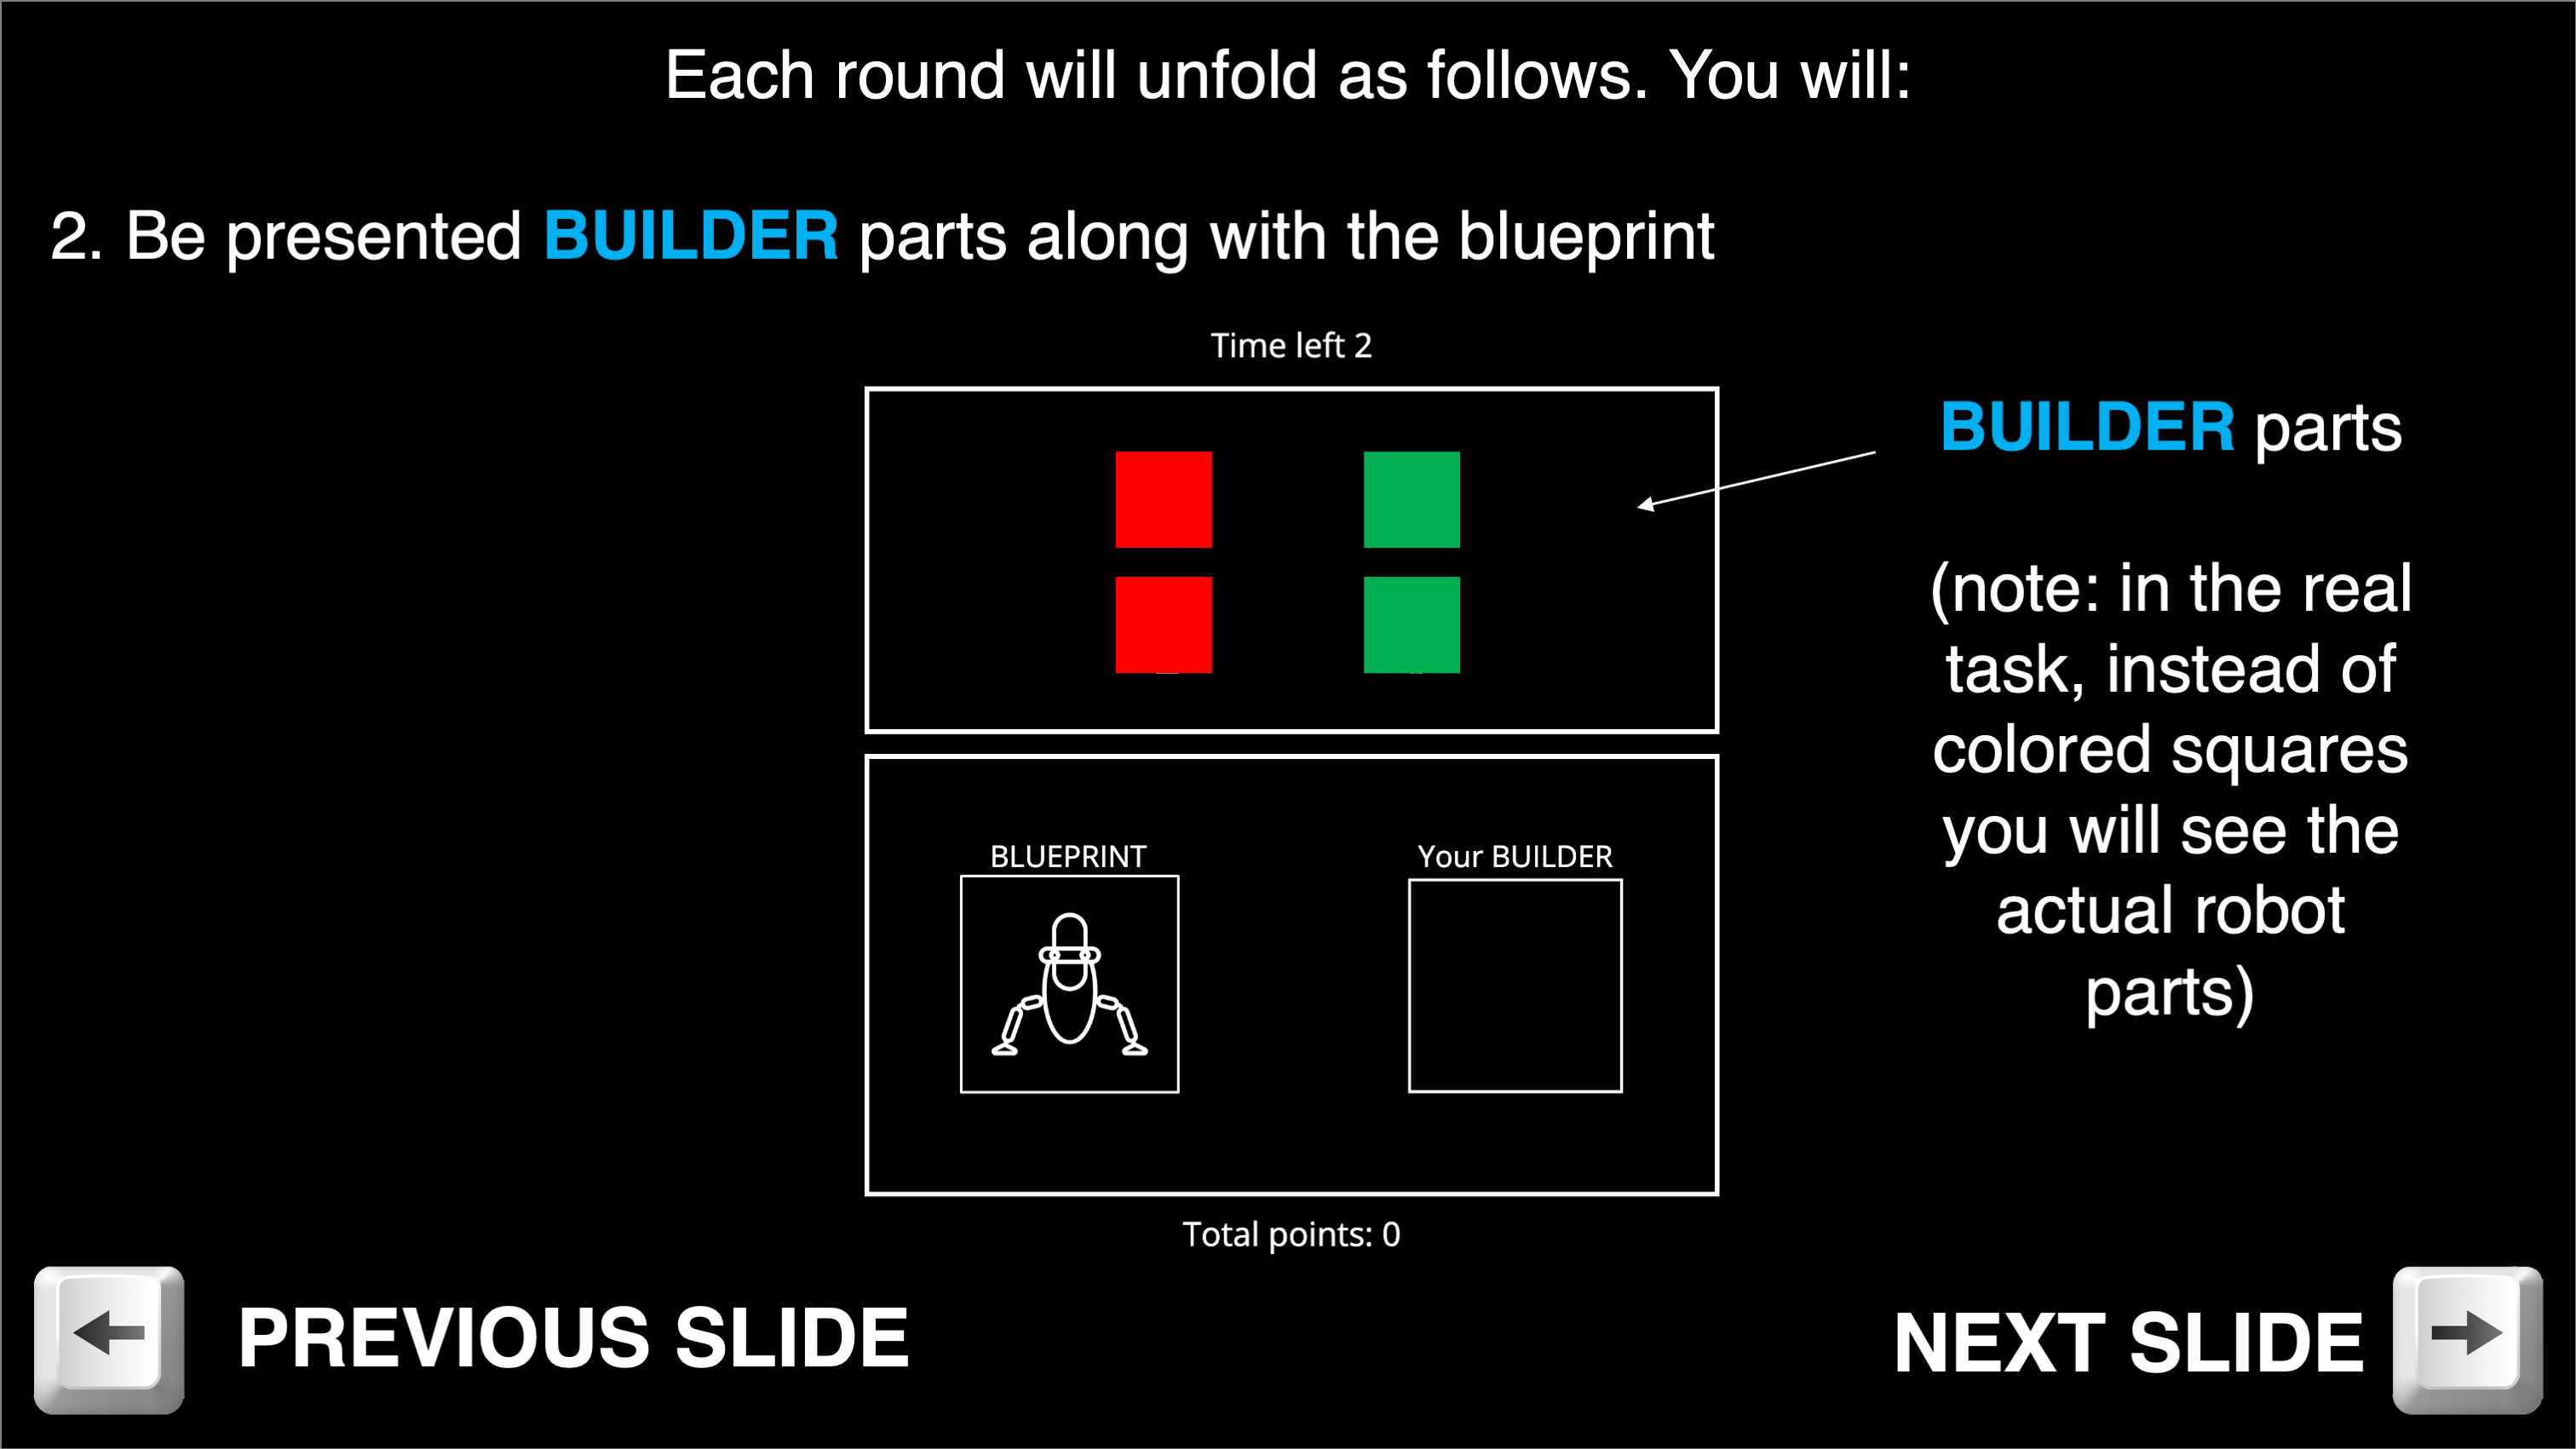 Each round will unfold as follows. You will:
2. Be presented BUILDER parts along with the blueprint
Time left 2
BUILDER parts
(note: in the real
task, instead of
colored squares
you will see the
actual robot
parts)
BLUEPRINT
Your BUILDER
Total points: 0
PREVIOUS SLIDE
NEXT SLIDE